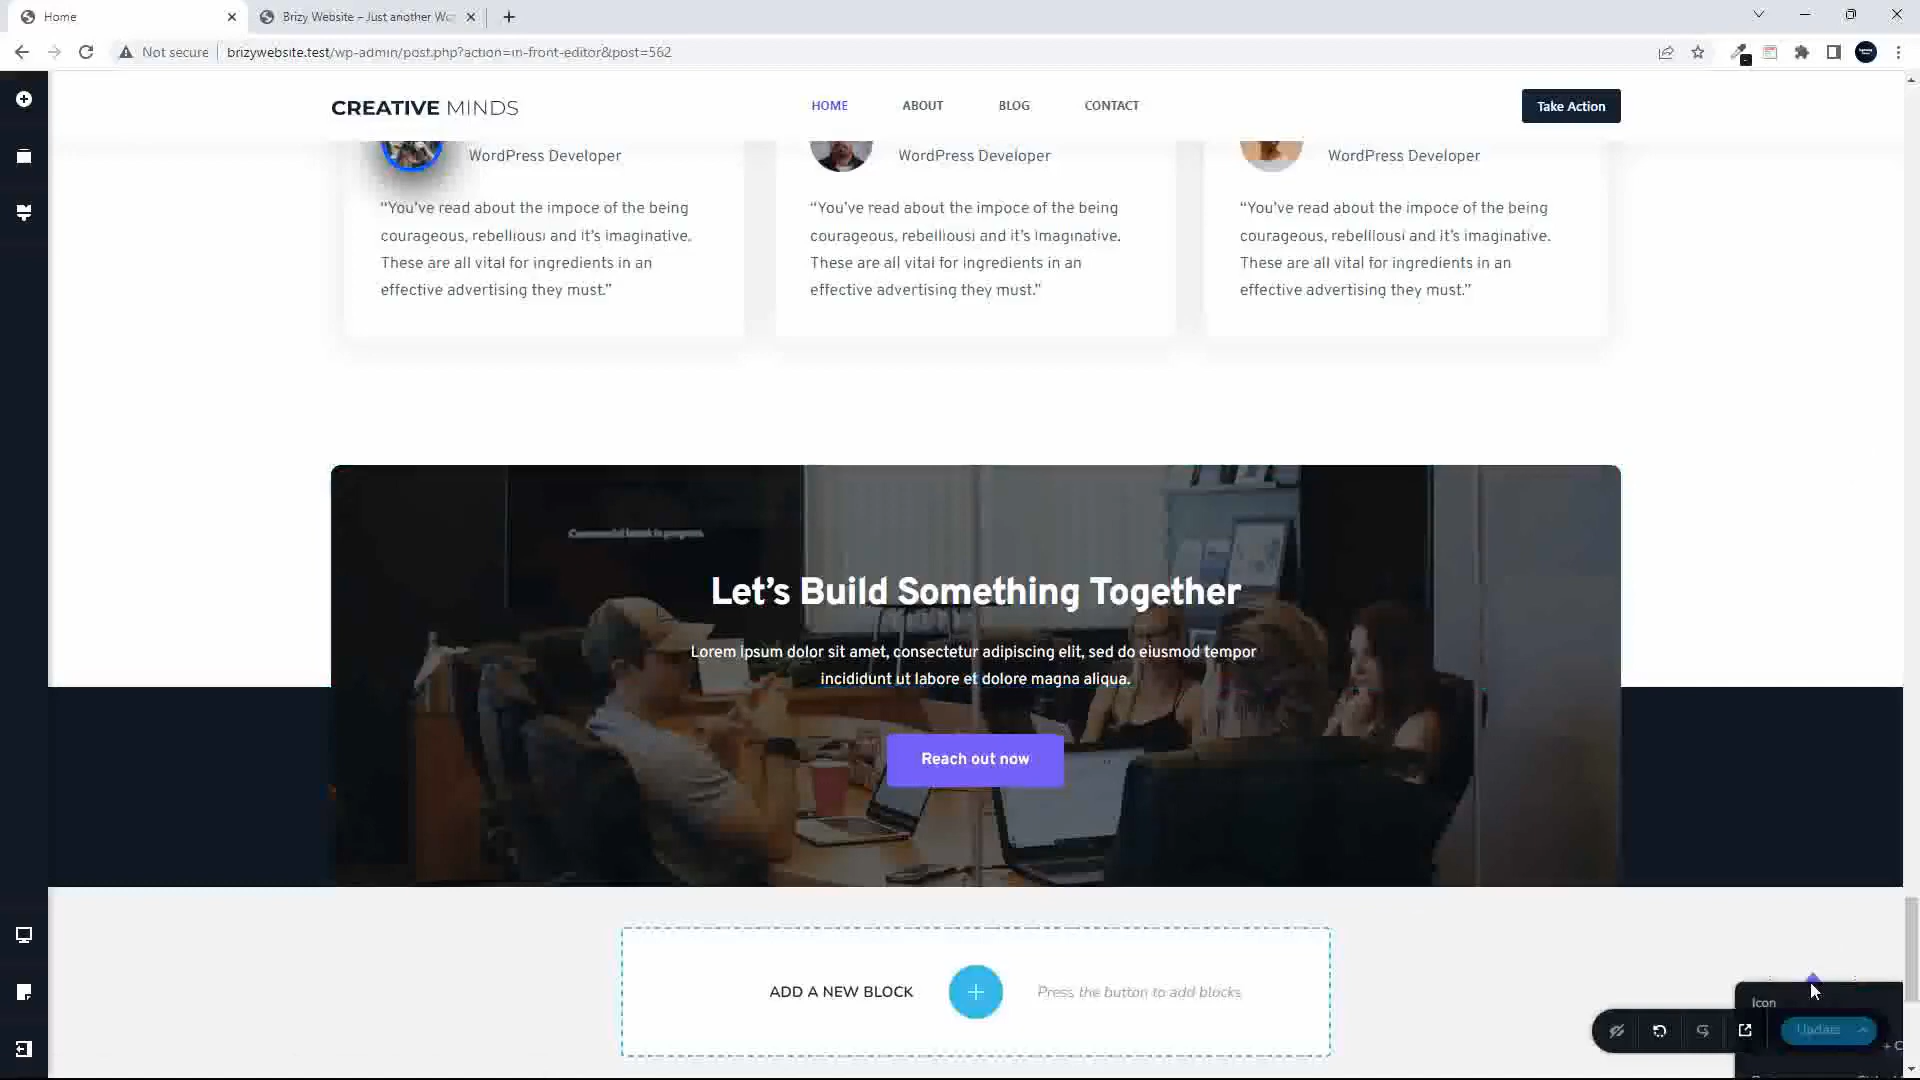 Home
Brizy Website – Just another Wo
Not secure
brizywebsite.test/wp-admin/post.php?action=in-front-editor&post=562
CREATIVE MINDS
HOME
ABOUT
BLOG
CONTACT
Take Action
WordPress Developer
WordPress Developer
WordPress Developer
“You’ve read about the impoce of the being
courageous, rebelliousi and it’s imaginative.
These are all vital for ingredients in an
effective advertising they must.”
“You’ve read about the impoce of the being
courageous, rebelliousi and it’s imaginative.
These are all vital for ingredients in an
effective advertising they must.”
“You’ve read about the impoce of the being
courageous, rebelliousi and it’s imaginative.
These are all vital for ingredients in an
effective advertising they must.”
Let’s Build Something Together
Lorem ipsum dolor sit amet, consectetur adipiscing elit, sed do eiusmod tempor
incididunt ut labore et dolore magna aliqua.
Reach out now
ADD A NEW BLOCK
Press the button to add blocks
Icon
Update